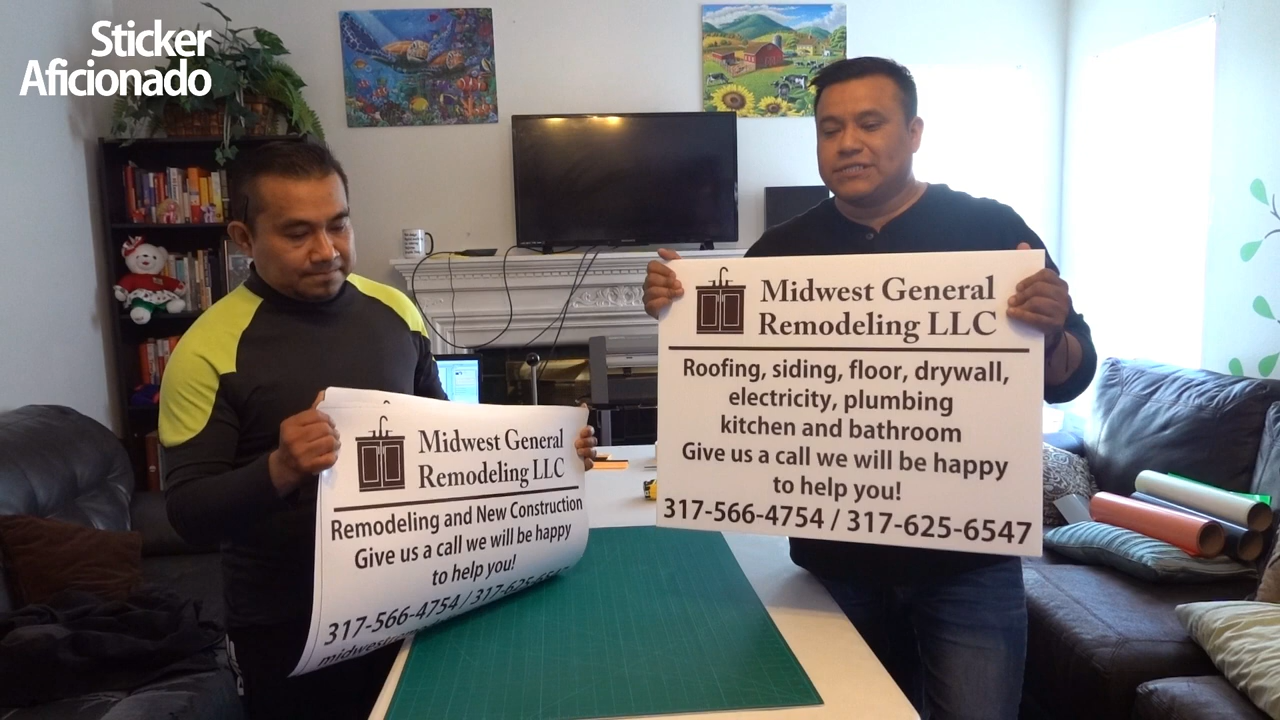 Sticker
Aficionado
Midwest General
Remodeling LLC
Remodeling and New Construction
Give us a call we will be happy
to help you!
317-566-4754 / 317-625-6547
Midwest General
Remodeling LLC
Roofing, siding, floor, drywall,
electricity, plumbing
kitchen and bathroom
Give us a call we will be happy
to help you!
317-566-4754 / 317-625-6547